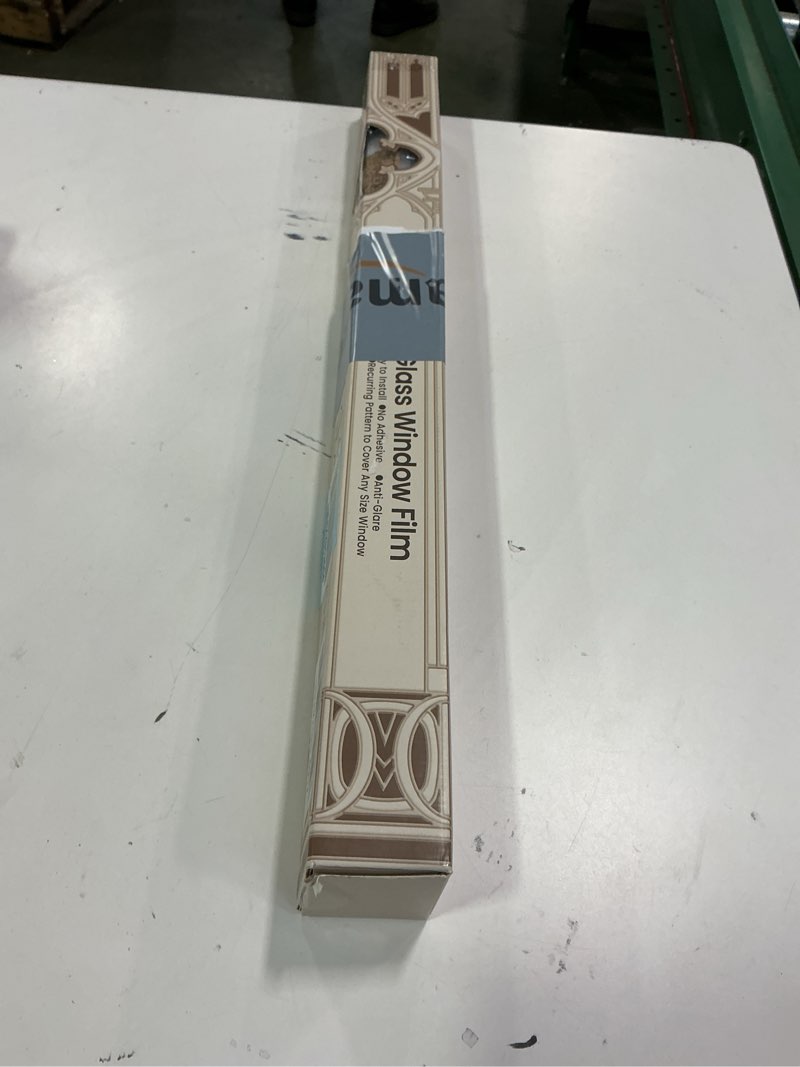 Glass Window Film
to Install ●No Adhesive ●Anti-Glare
Recurring Pattern to Cover Any Size Window